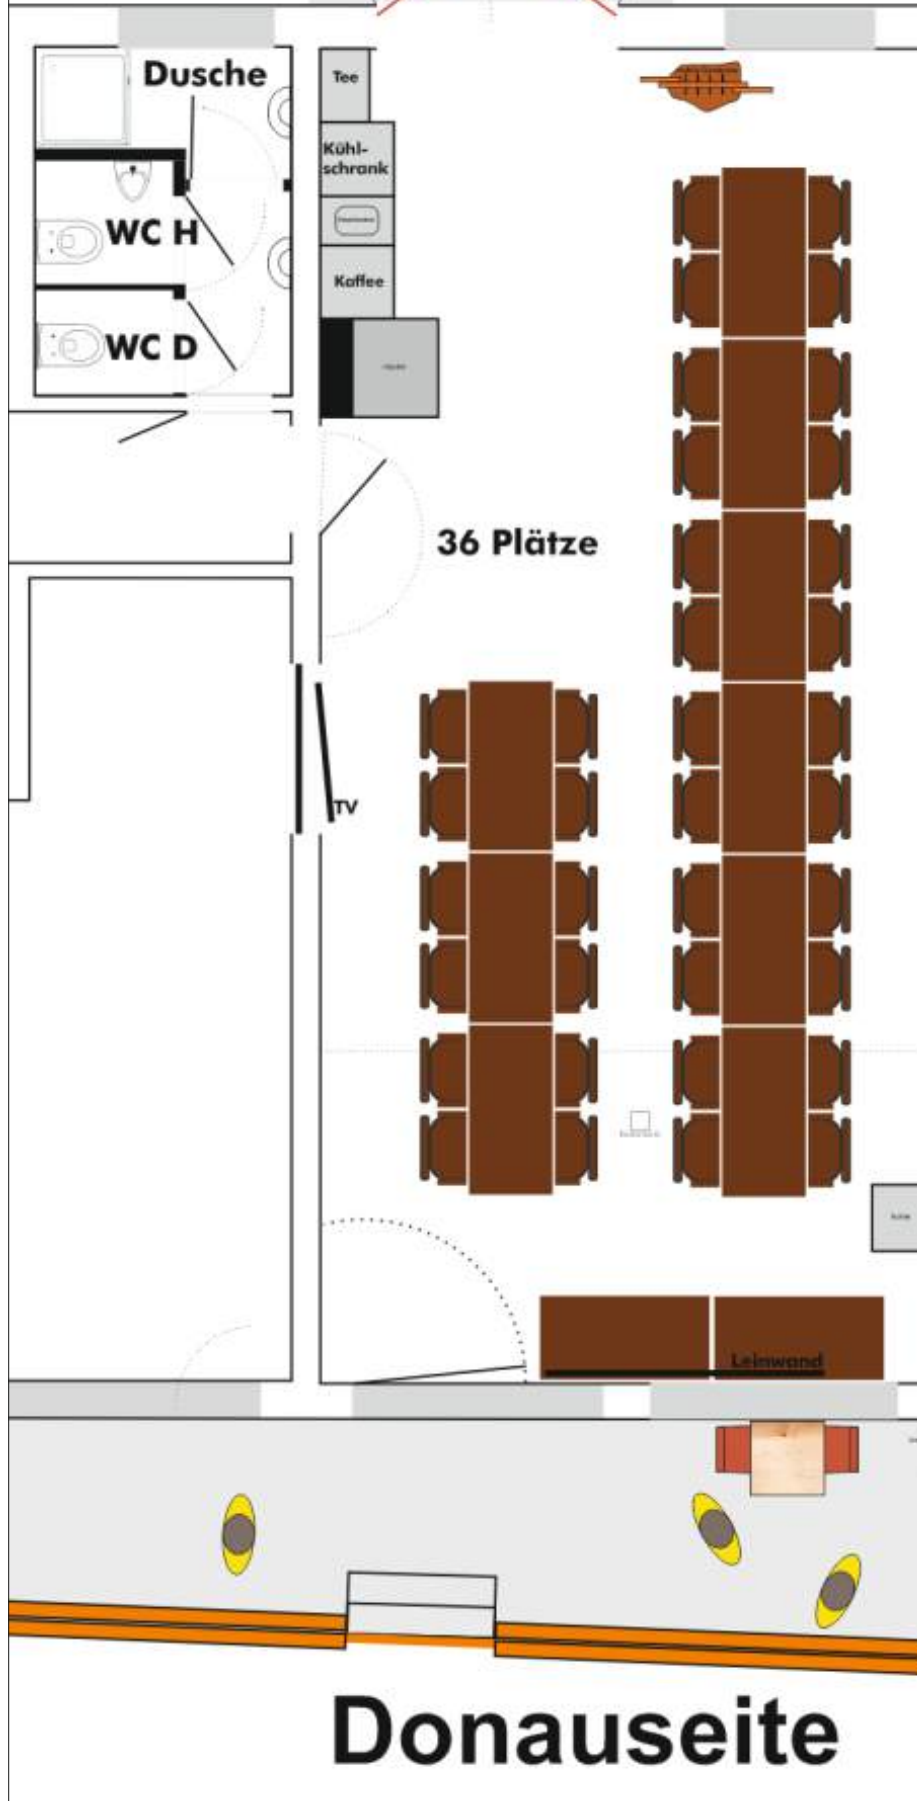 Dusche
Tee
Kühl-
schrank
WC H
Kaffee
WC D
36 Plätze
TV
Leinwand
Donauseite